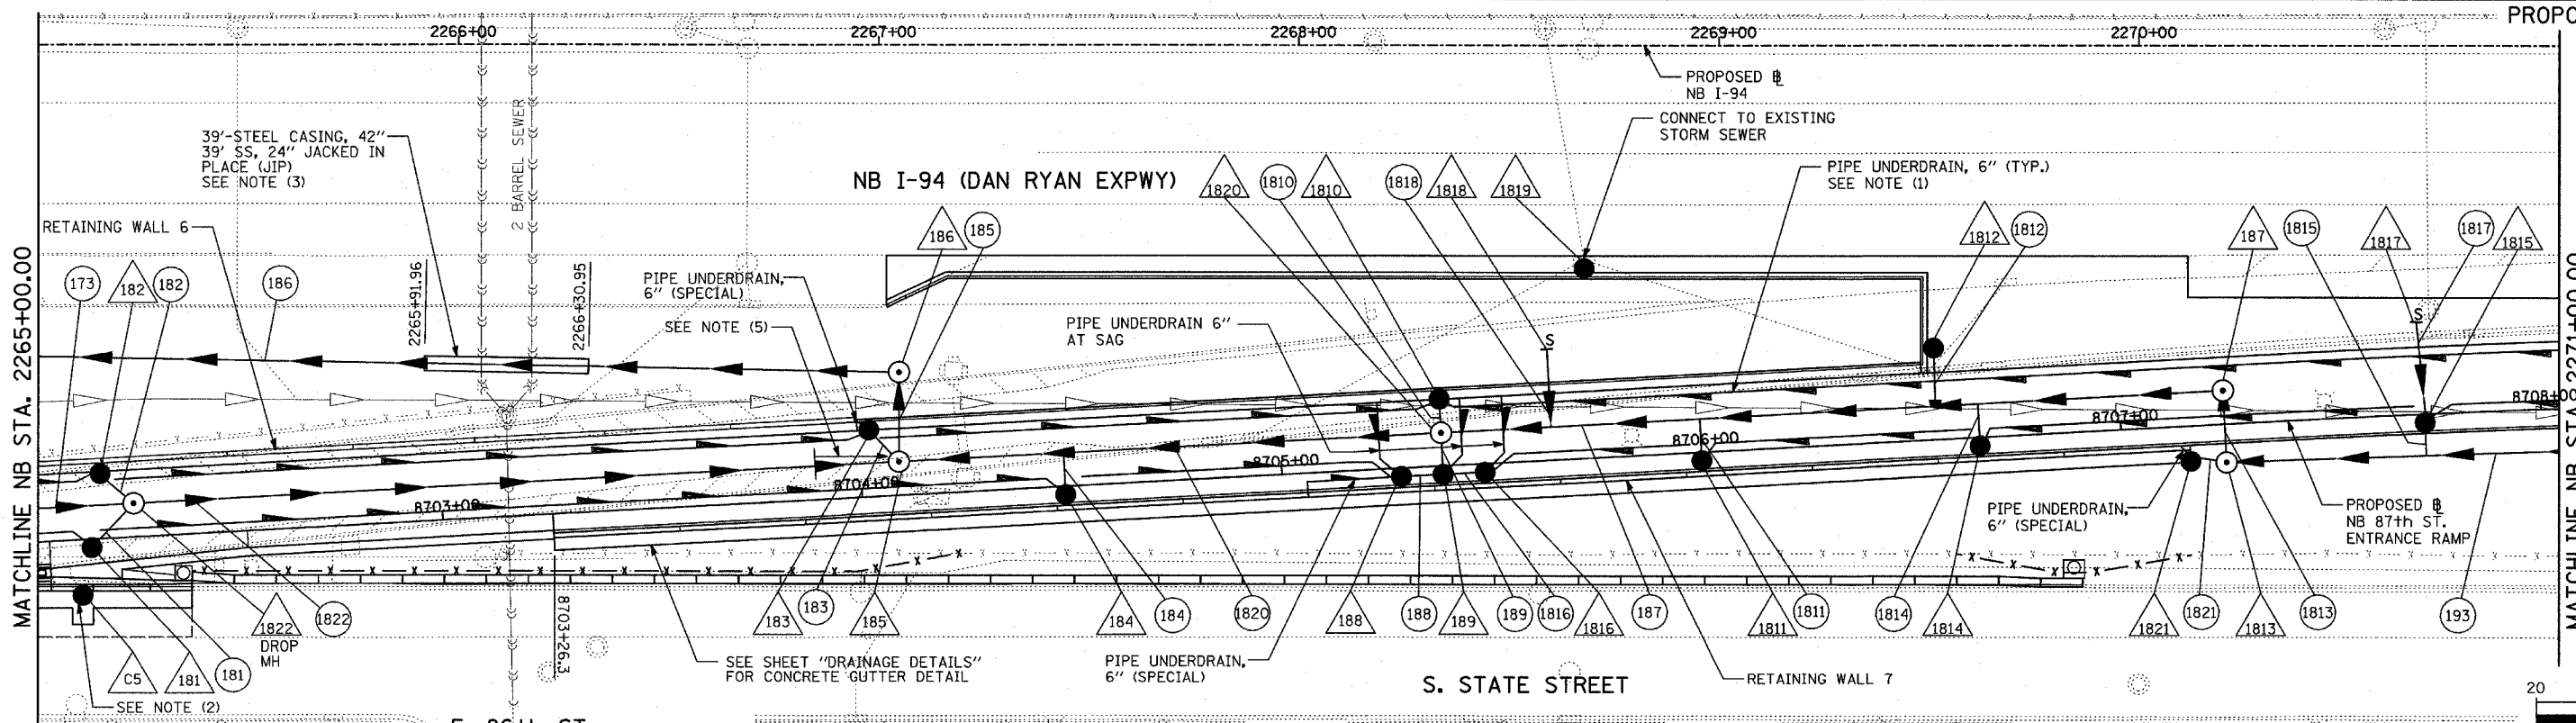 PROPO
2266+00
2267+00
2268+00
2269+00
2270+00
PROPOSED ⅊
NB I-94
39'-STEEL CASING, 42"
39' SS, 24" JACKED IN
PLACE (JIP)
SEE NOTE (3)
2 BARREL SEWER
CONNECT TO EXISTING
STORM SEWER
NB I-94 (DAN RYAN EXPWY)
1820
1810
1810
1818
1818
1819
PIPE UNDERDRAIN, 6" (TYP.)
SEE NOTE (1)
RETAINING WALL 6
186
185
1812
1812
187
1815
1817
1817
1815
MATCHLINE NB STA. 2265+00.00
173
182
182
186
2265+91.96
2266+30.95
PIPE UNDERDRAIN,
6" (SPECIAL)
SEE NOTE (5)
PIPE UNDERDRAIN 6"
AT SAG
S
S
MATCHLINE NB STA. 2271+00.00
8708+00
8707+00
8706+00
8705+00
8704+00
8703+00
PIPE UNDERDRAIN,
6" (SPECIAL)
PROPOSED ⅊
NB 87th ST.
ENTRANCE RAMP
8703+26.3
1822
DROP
MH
1822
183
183
185
184
184
1820
188
188
189
189
1816
1816
187
1811
1811
1814
1814
1821
1821
1813
1813
193
C5
181
181
SEE NOTE (2)
SEE SHEET "DRAINAGE DETAILS"
FOR CONCRETE GUTTER DETAIL
PIPE UNDERDRAIN,
6" (SPECIAL)
S. STATE STREET
RETAINING WALL 7
20